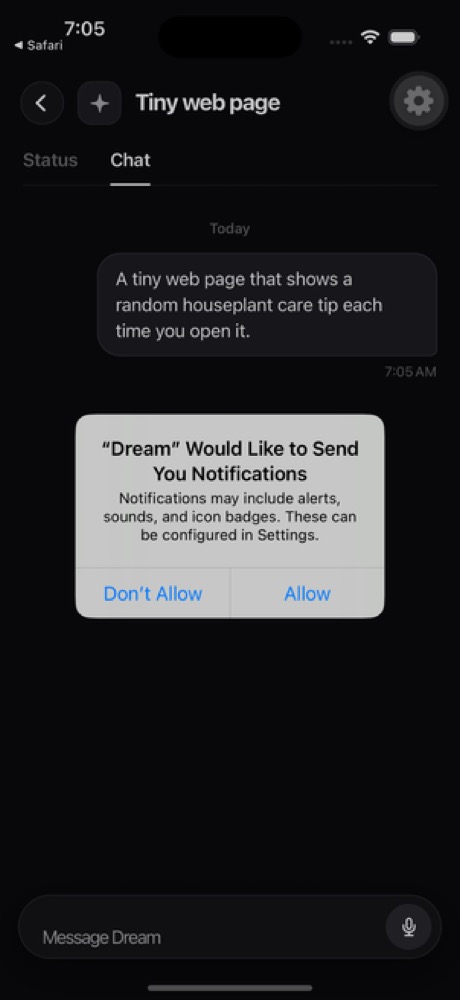 7:05
◀ Safari
Tiny web page
Status
Chat
Today
A tiny web page that shows a
random houseplant care tip each
time you open it.
7:05 AM
“Dream” Would Like to Send
You Notifications
Notifications may include alerts,
sounds, and icon badges. These can
be configured in Settings.
Don’t Allow
Allow
Message Dream